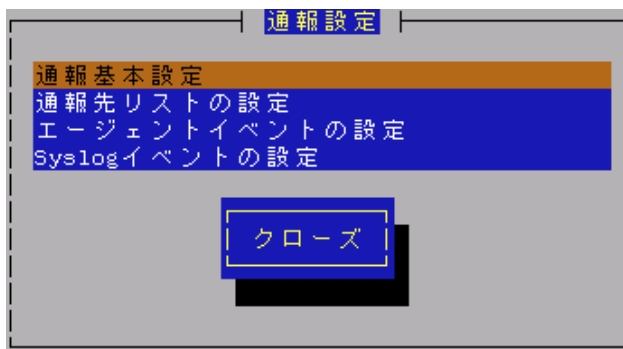 通報設定
通報基本設定
通報先リストの設定
エージェントイベントの設定
Syslogイベントの設定
クローズ